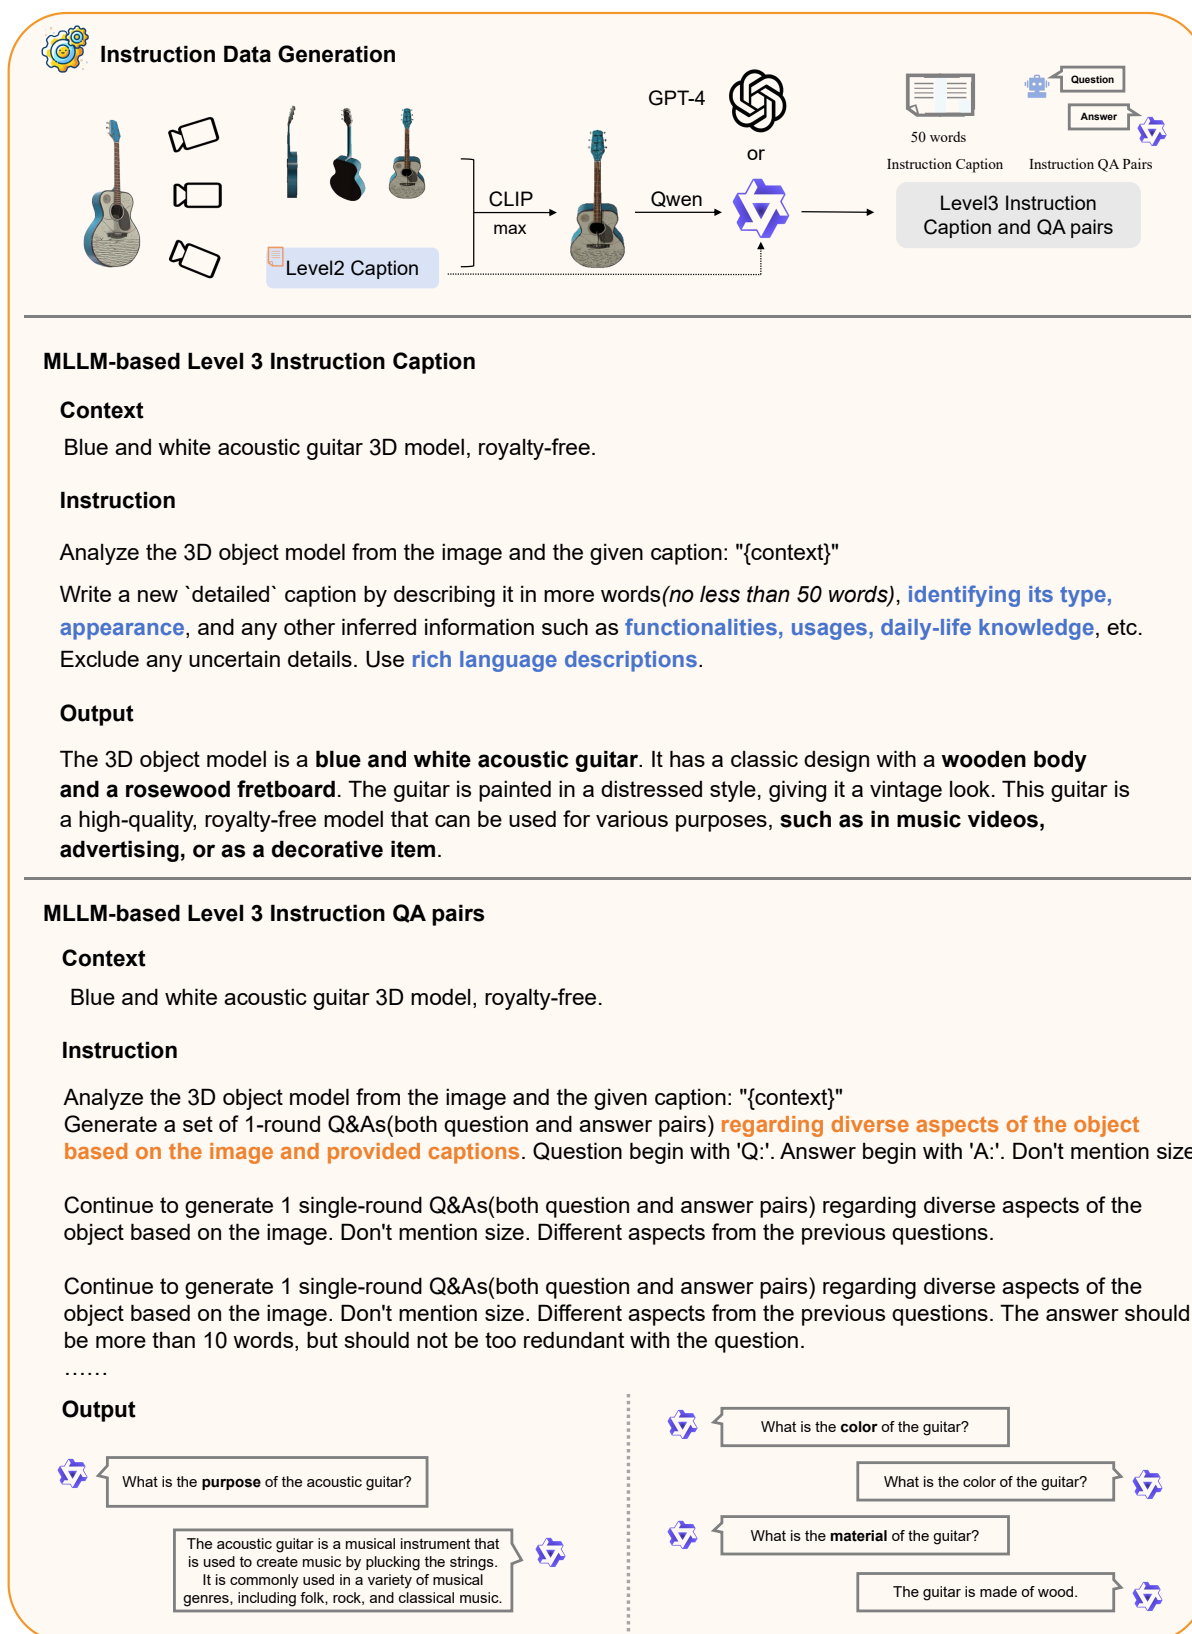 Instruction Data Generation
GPT-4
or
CLIP
max
Qwen
Level2 Caption
50 words
Instruction Caption
Question
Answer
Instruction QA Pairs
Level3 Instruction
Caption and QA pairs
MLLM-based Level 3 Instruction Caption
Context
Blue and white acoustic guitar 3D model, royalty-free.
Instruction
Analyze the 3D object model from the image and the given caption: "{context}"
Write a new `detailed` caption by describing it in more words(no less than 50 words), identifying its type,
appearance, and any other inferred information such as functionalities, usages, daily-life knowledge, etc.
Exclude any uncertain details. Use rich language descriptions.
Output
The 3D object model is a blue and white acoustic guitar. It has a classic design with a wooden body
and a rosewood fretboard. The guitar is painted in a distressed style, giving it a vintage look. This guitar is
a high-quality, royalty-free model that can be used for various purposes, such as in music videos,
advertising, or as a decorative item.
MLLM-based Level 3 Instruction QA pairs
Context
Blue and white acoustic guitar 3D model, royalty-free.
Instruction
Analyze the 3D object model from the image and the given caption: "{context}"
Generate a set of 1-round Q&As(both question and answer pairs) regarding diverse aspects of the object
based on the image and provided captions. Question begin with 'Q:'. Answer begin with 'A:'. Don't mention size
Continue to generate 1 single-round Q&As(both question and answer pairs) regarding diverse aspects of the
object based on the image. Don't mention size. Different aspects from the previous questions.
Continue to generate 1 single-round Q&As(both question and answer pairs) regarding diverse aspects of the
object based on the image. Don't mention size. Different aspects from the previous questions. The answer should
be more than 10 words, but should not be too redundant with the question.
……
Output
What is the purpose of the acoustic guitar?
The acoustic guitar is a musical instrument that
is used to create music by plucking the strings.
It is commonly used in a variety of musical
genres, including folk, rock, and classical music.
What is the color of the guitar?
What is the color of the guitar?
What is the material of the guitar?
The guitar is made of wood.